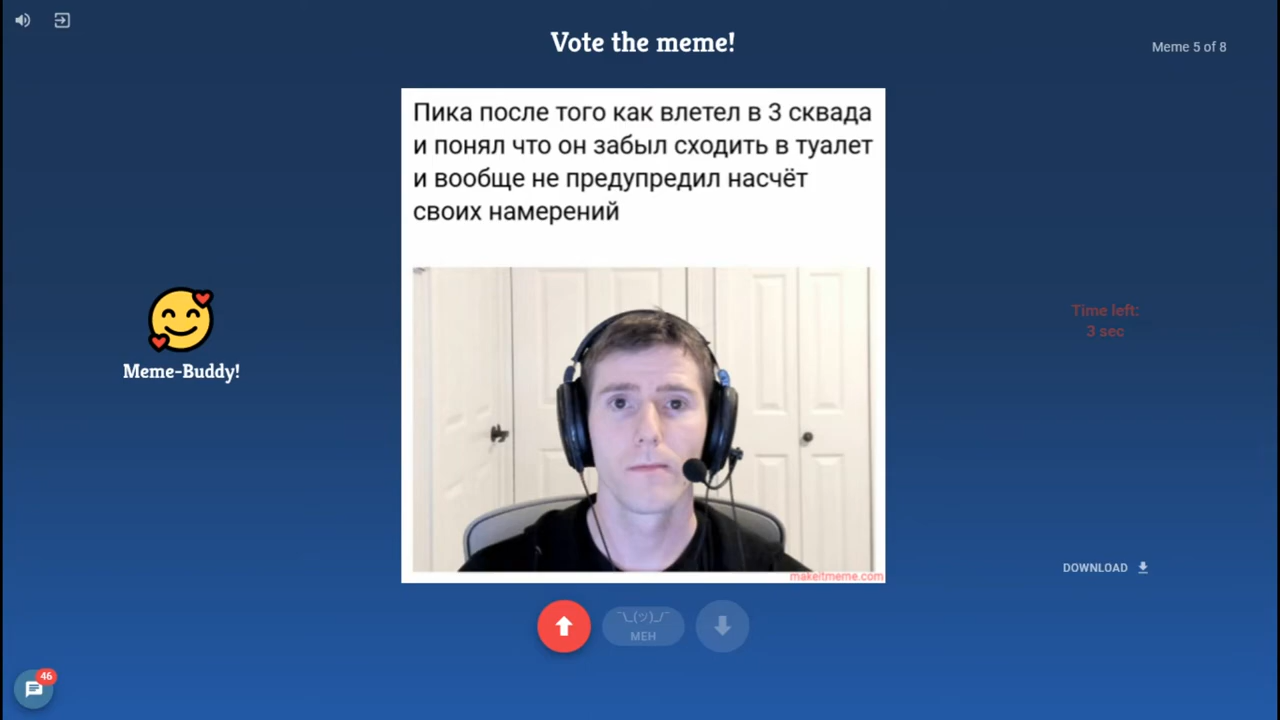 Vote the meme!
Meme 5 of 8
Пика после того как влетел в 3 сквада
и понял что он забыл сходить в туалет
и вообще не предупредил насчёт
своих намерений
Meme-Buddy!
Time left:
3 sec
makeitmeme.com
DOWNLOAD
¯\_(ツ)_/¯
MEH
46